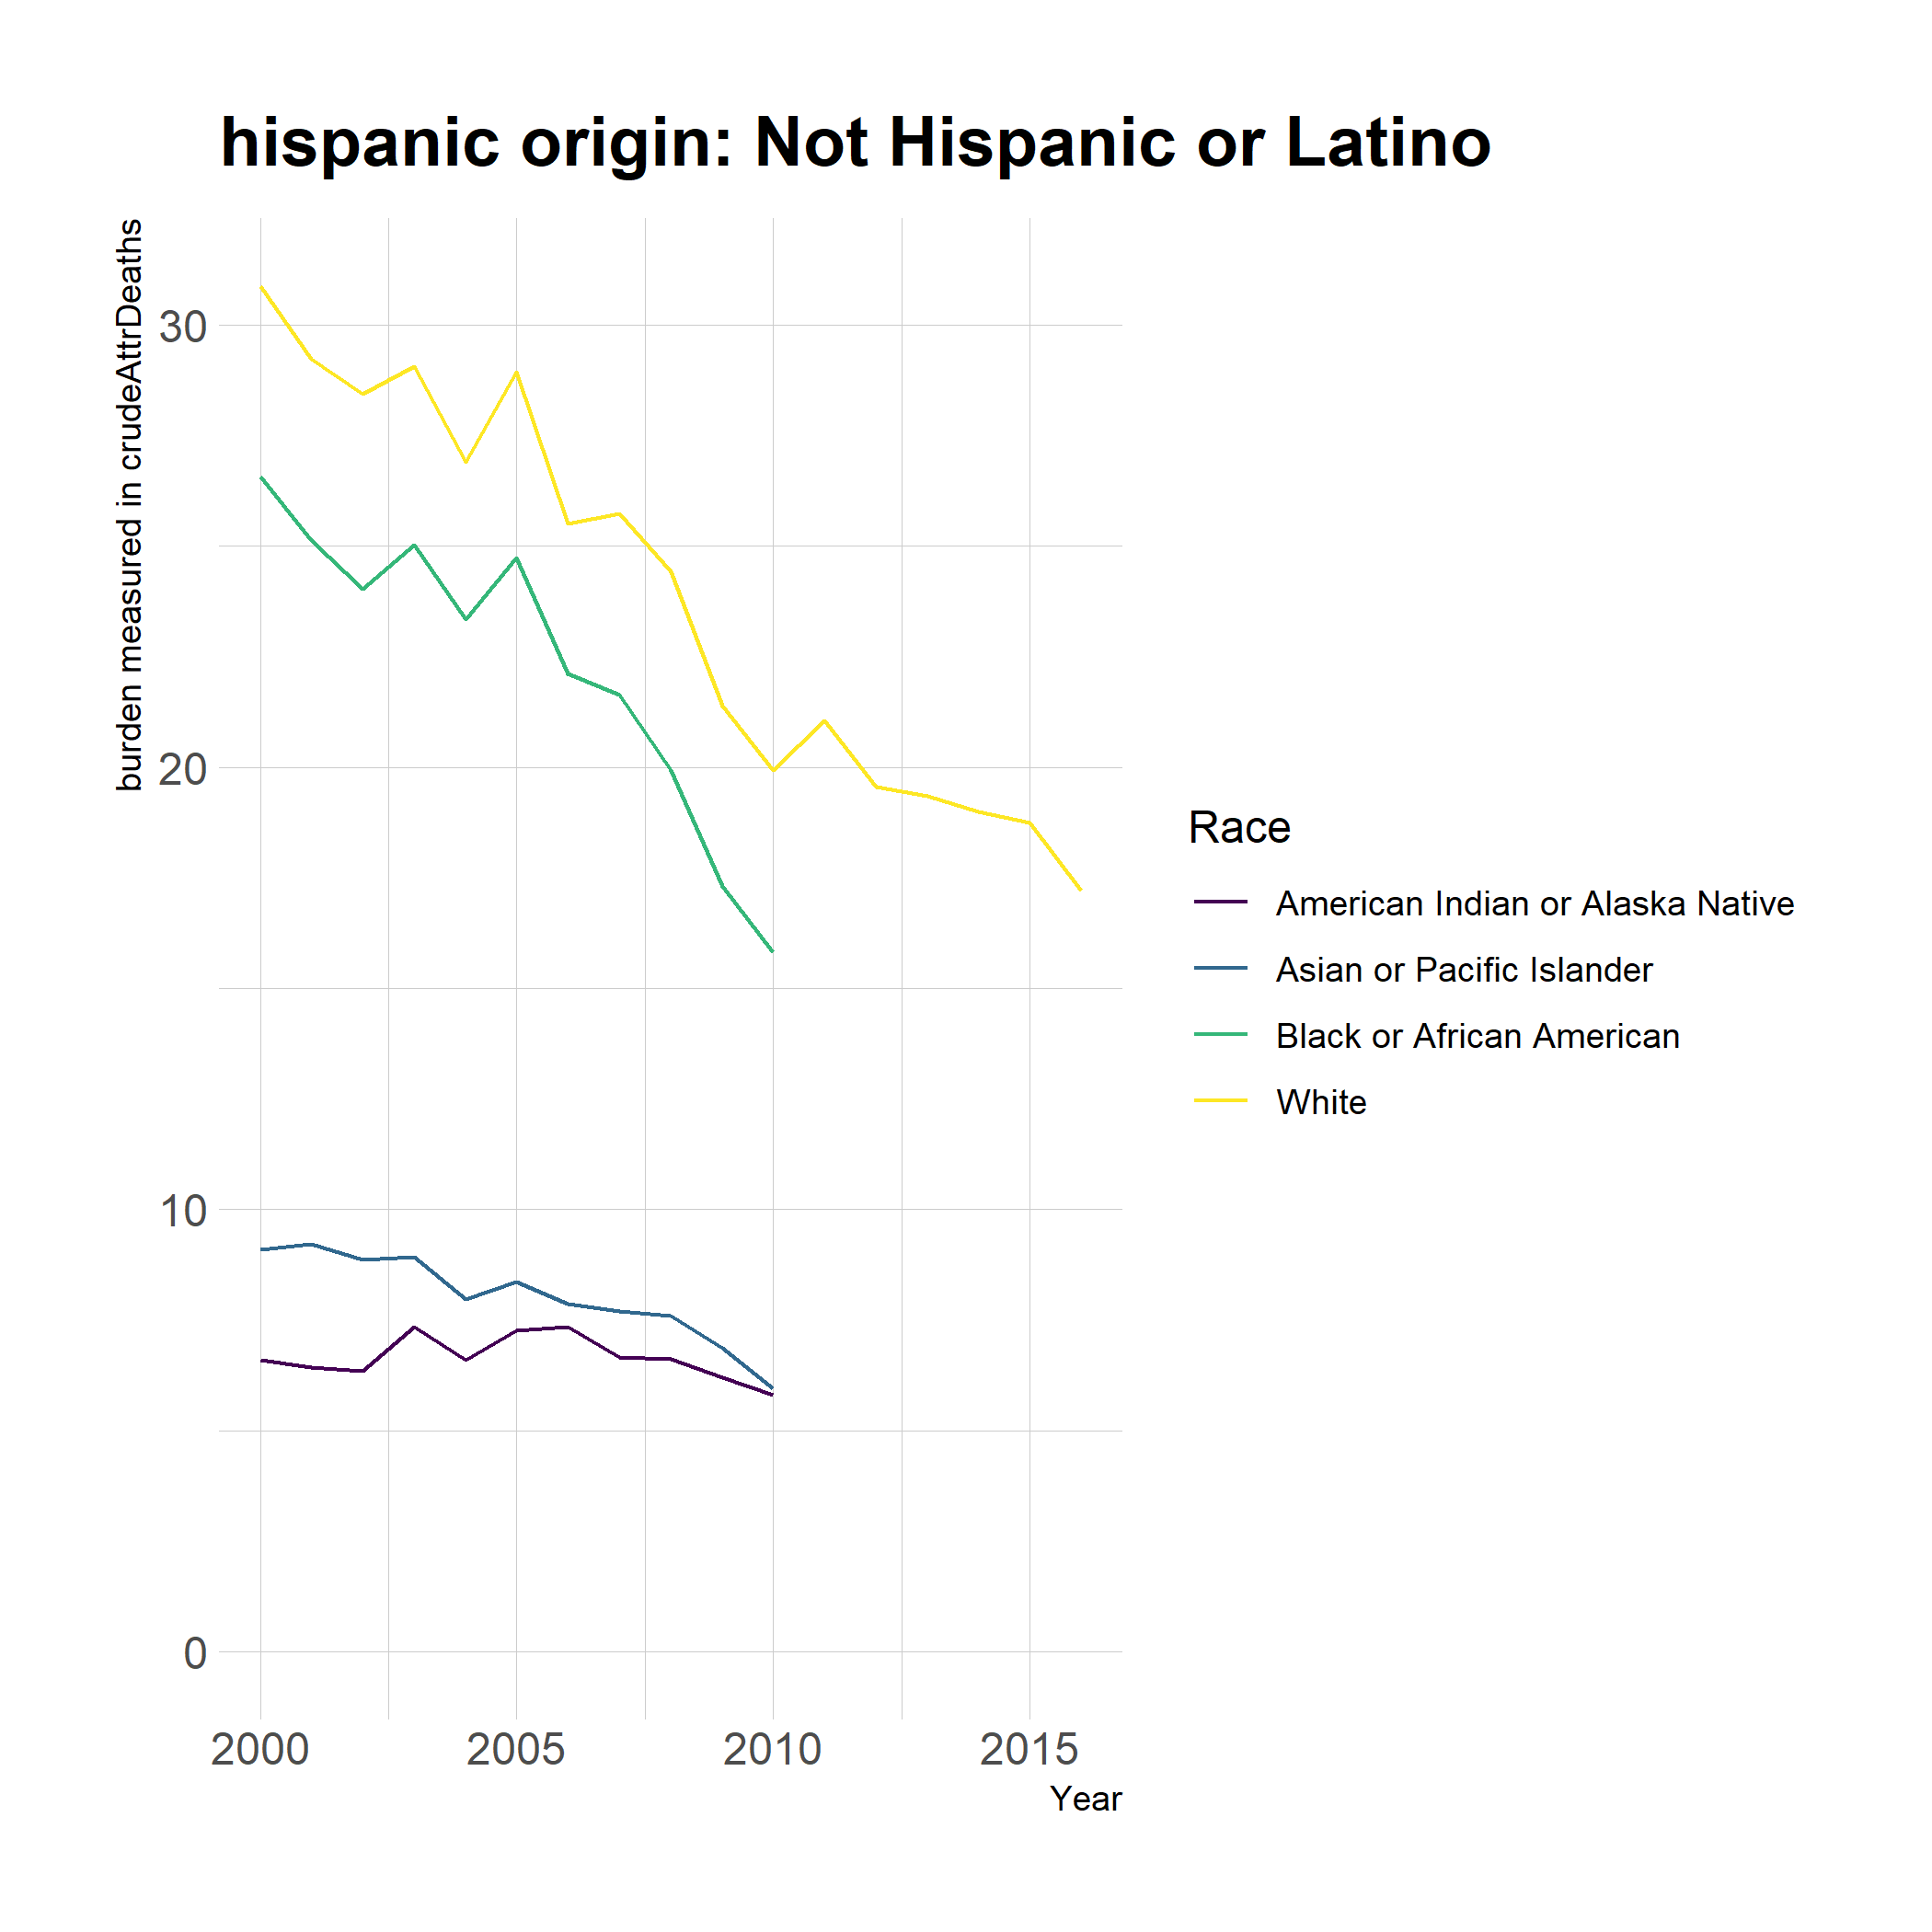 hispanic origin: Not Hispanic or Latino
burden measured in crudeAttrDeaths
30
20
10
0
2000 2005 2010 2015
Year
Race
American Indian or Alaska Native
Asian or Pacific Islander
Black or African American
White